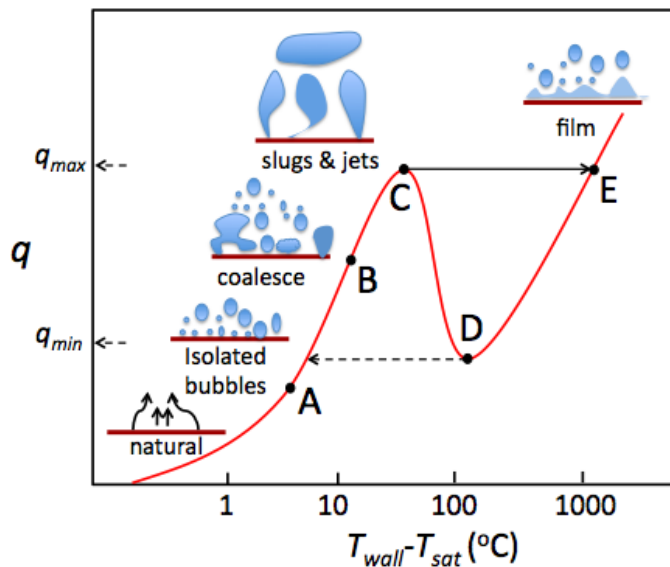 slugs & jets
film
q_max
C
E
q
coalesce
B
q_min
Isolated
bubbles
D
A
natural
1
10
100
1000
T_wall-T_sat (°C)